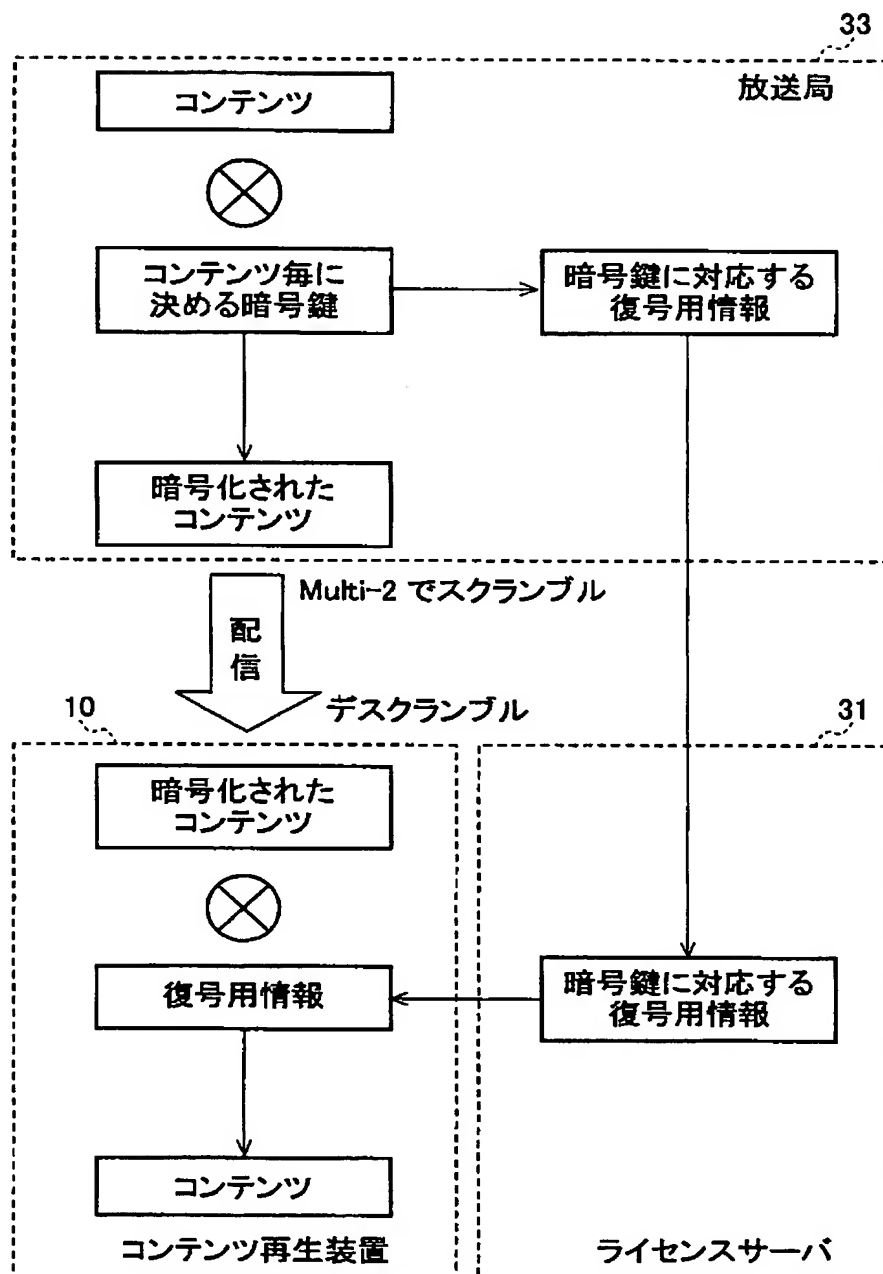 33
放送局
コンテンツ
コンテンツ毎に
決める暗号鍵
暗号鍵に対応する
復号用情報
暗号化された
コンテンツ
Multi-2 でスクランブル
配
信
デスクランブル
10
31
暗号化された
コンテンツ
復号用情報
暗号鍵に対応する
復号用情報
コンテンツ
コンテンツ再生装置
ライセンスサーバ